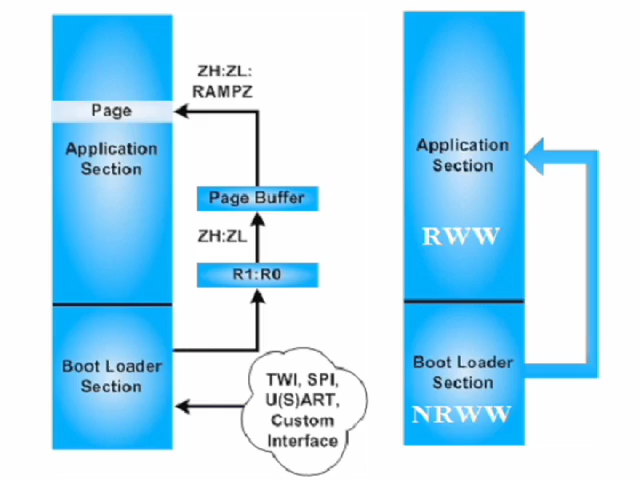 ZH:ZL:
RAMPZ
Page
Application
Section
Page Buffer
ZH:ZL
R1:R0
Boot Loader
Section
TWI, SPI,
U(S)ART,
Custom
Interface
Application
Section
RWW
Boot Loader
Section
NRWW